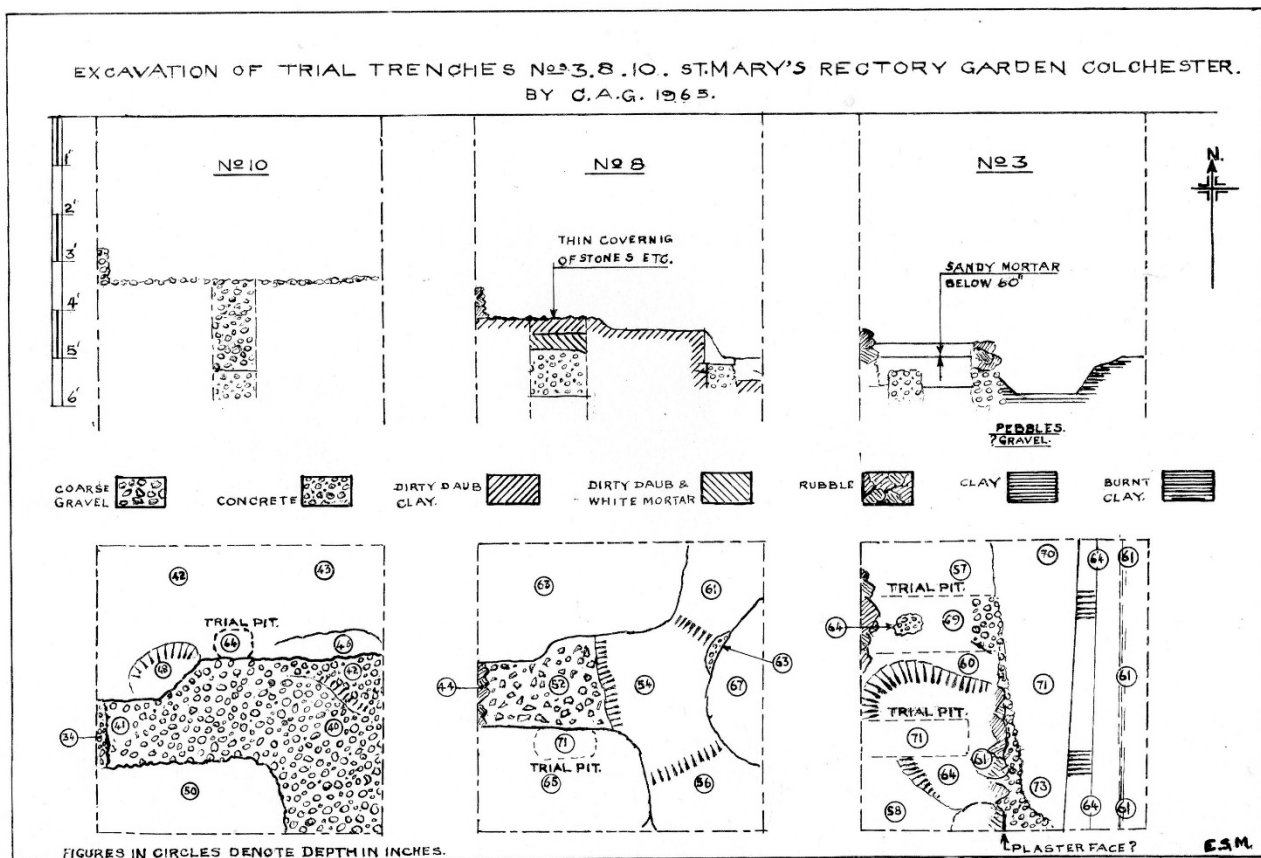 EXCAVATION OF TRIAL TRENCHES Nos 3.8.10. ST. MARY'S RECTORY GARDEN COLCHESTER.
BY C.A.G. 1965.
No 10
No 8
No 3
N.
1'
2'
3'
4'
5'
6'
THIN COVERNIG
OF STONES ETC.
SANDY MORTAR
BELOW 60"
PEBBLES.
?GRAVEL.
COARSE
GRAVEL
CONCRETE
DIRTY DAUB
CLAY.
DIRTY DAUB &
WHITE MORTAR
RUBBLE
CLAY
BURNT
CLAY.
42
43
TRIAL PIT.
64
48
42
41
40
34
50
63
61
63
44
52
54
67
71
TRIAL PIT.
65
56
57
70
64
61
TRIAL PIT.
64
69
60
71
61
TRIAL PIT.
71
61
64
73
58
64
61
PLASTER FACE?
FIGURES IN CIRCLES DENOTE DEPTH IN INCHES.
E.S.M.